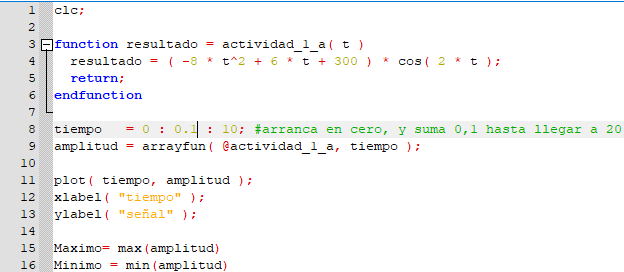 1 clc;
2
3 function resultado = actividad_1_a( t )
4 resultado = ( -8 * t^2 + 6 * t + 300 ) * cos( 2 * t );
5 return;
6 endfunction
7
8 tiempo = 0 : 0.1 : 10; #arranca en cero, y suma 0,1 hasta llegar a 20
9 amplitud = arrayfun( @actividad_1_a, tiempo );
10
11 plot( tiempo, amplitud );
12 xlabel( "tiempo" );
13 ylabel( "señal" );
14
15 Maximo= max(amplitud)
16 Minimo = min(amplitud)